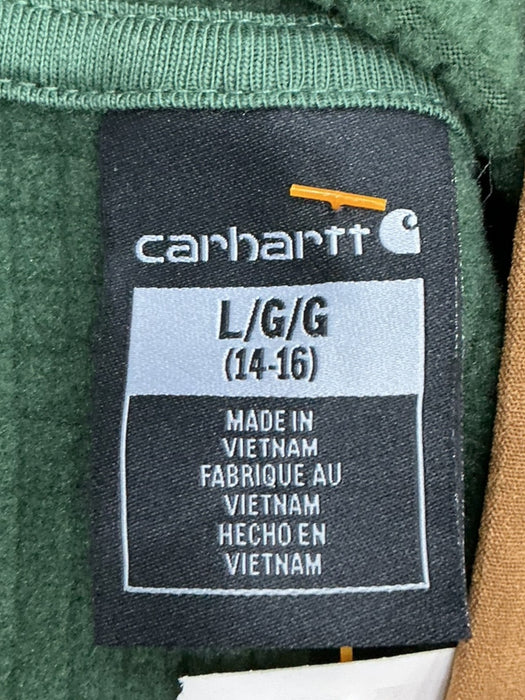 carhartt
L/G/G
(14-16)
MADE IN
VIETNAM
FABRIQUE AU
VIETNAM
HECHO EN
VIETNAM